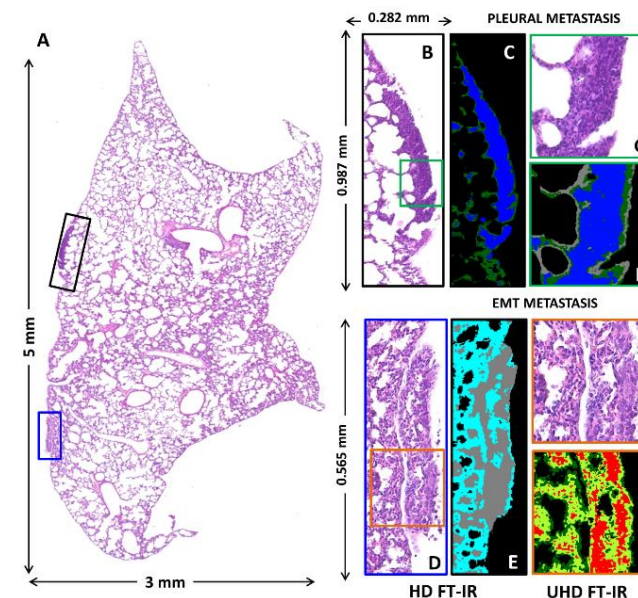 A
5 mm
3 mm
0.282 mm
PLEURAL METASTASIS
0.987 mm
B
C
EMT METASTASIS
0.565 mm
D
E
HD FT-IR
UHD FT-IR